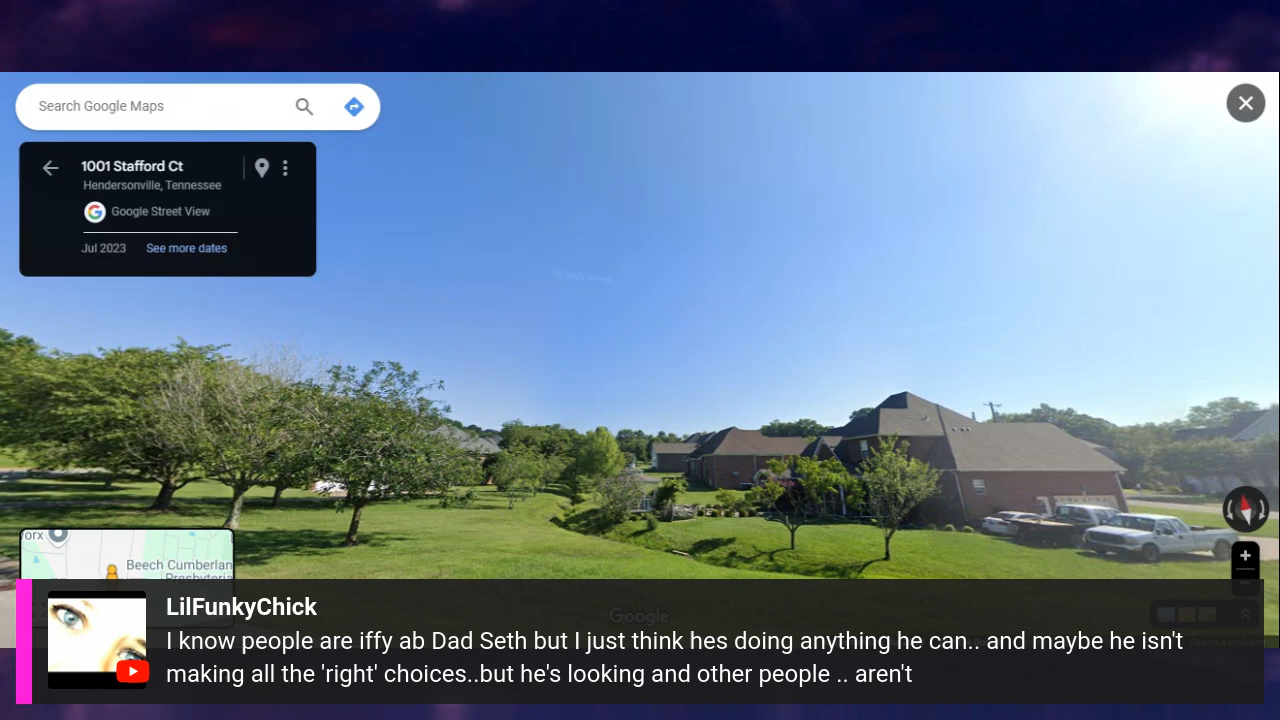 Search Google Maps
1001 Stafford Ct
Hendersonville, Tennessee
Google Street View
Jul 2023 See more dates
orx
Beech Cumberlan
Presbyteria
Google
LilFunkyChick
I know people are iffy ab Dad Seth but I just think hes doing anything he can.. and maybe he isn't
making all the 'right' choices..but he's looking and other people .. aren't